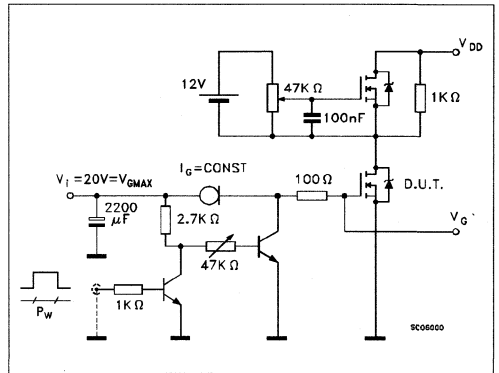 V DD
12V
47K Ω
1K Ω
100nF
I G =CONST
V i =20V=V GMAX
100 Ω
D.U.T.
2200
μF
2.7K Ω
V G
47K Ω
1K Ω
P W
SC06000